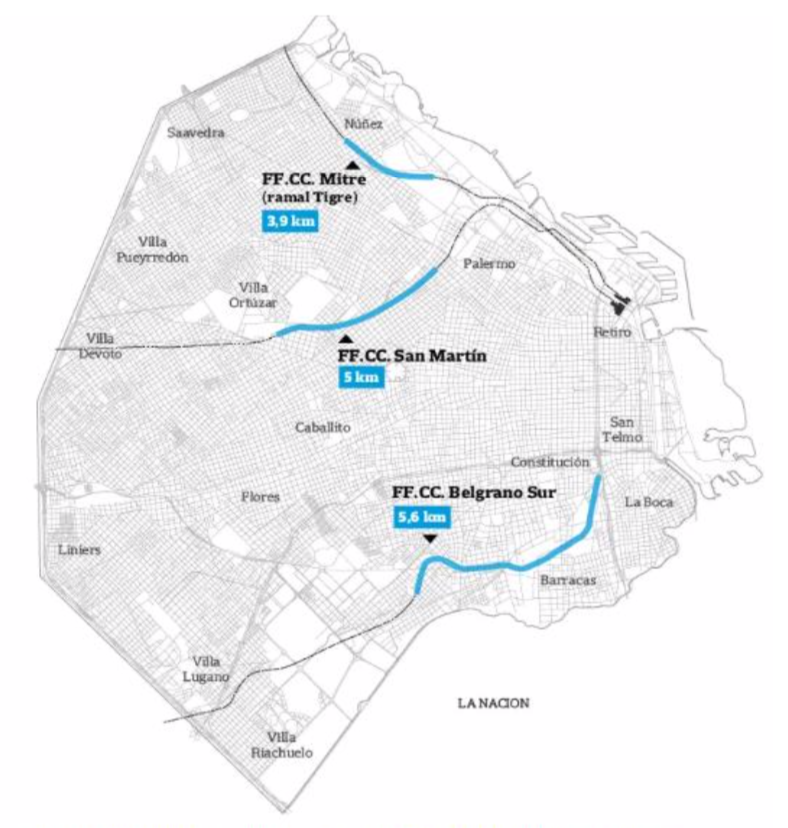 Núñez
Saavedra
FF.CC. Mitre
(ramal Tigre)
3,9 km
Villa
Pueyrredón
Palermo
Villa
Ortúzar
Retiro
Villa
Devoto
FF.CC. San Martín
5 km
Caballito
San
Telmo
Constitución
FF.CC. Belgrano Sur
5,6 km
Flores
La Boca
Liniers
Barracas
Villa
Lugano
LA NACION
Villa
Riachuelo